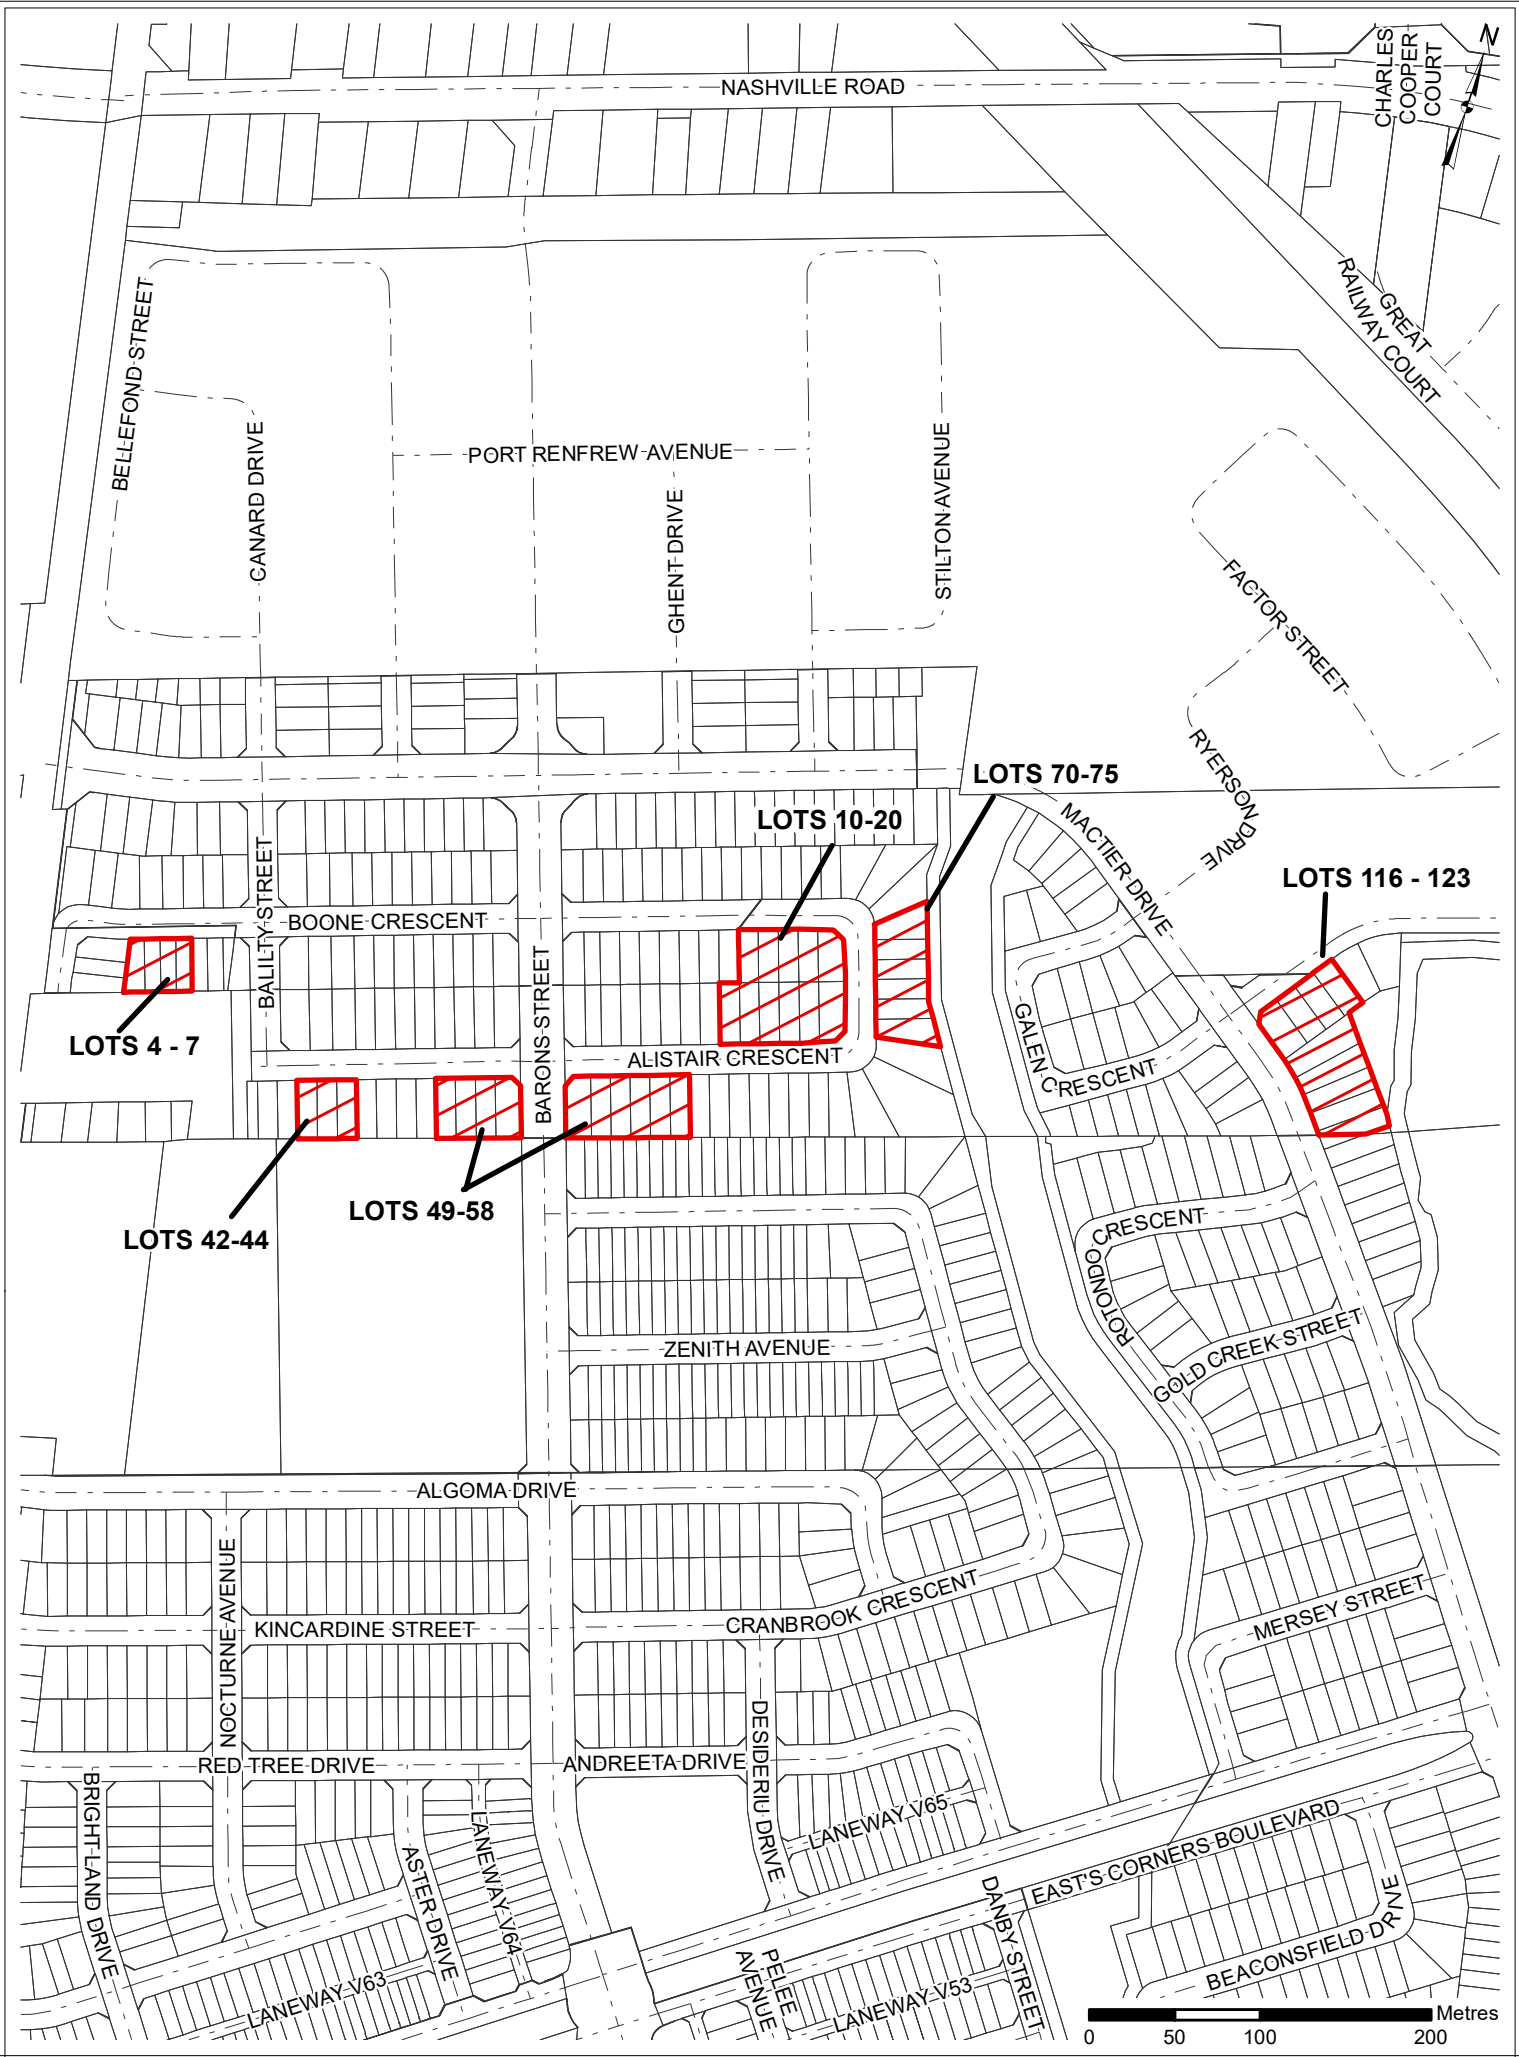 N
CHARLES
COOPER
COURT
NASHVILLE ROAD
GREAT
RAILWAY COURT
BELLEFOND STREET
CANARD DRIVE
PORT RENFREW AVENUE
GHENT DRIVE
STILTON AVENUE
FACTOR STREET
RYERSON DRIVE
LOTS 70-75
MACTIER DRIVE
LOTS 10-20
LOTS 116 - 123
BALILTY STREET
BOONE CRESCENT
BARONS STREET
GALEN CRESCENT
LOTS 4 - 7
ALISTAIR CRESCENT
LOTS 49-58
LOTS 42-44
ROTONDO CRESCENT
ZENITH AVENUE
GOLD CREEK STREET
ALGOMA DRIVE
NOCTURNE AVENUE
KINCARDINE STREET
CRANBROOK CRESCENT
MERSEY STREET
DESIDERIU DRIVE
RED TREE DRIVE
ANDREETA DRIVE
BRIGHT LAND DRIVE
ASTER DRIVE
LANEWAY V64
LANEWAY V65
EAST'S CORNERS BOULEVARD
DANBY STREET
BEACONSFIELD DRIVE
LANEWAY V63
PELEE
AVENUE
LANEWAY V53
Metres
0 50 100 200